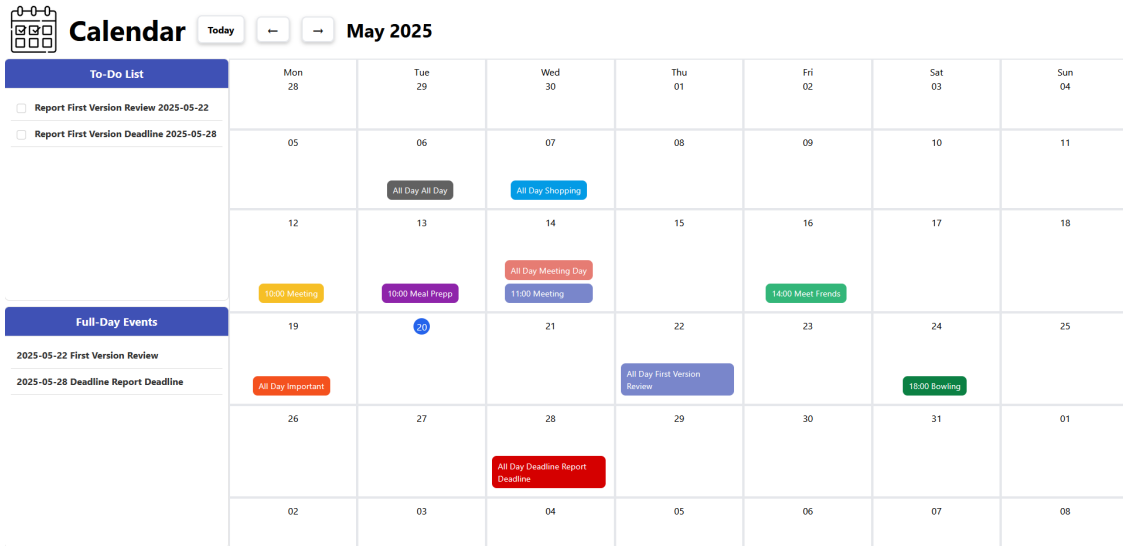 Calendar
Today
←
→
May 2025
To-Do List
Report First Version Review 2025-05-22
Report First Version Deadline 2025-05-28
Full-Day Events
2025-05-22 First Version Review
2025-05-28 Deadline Report Deadline
Mon Tue Wed Thu Fri Sat Sun
28 29 30 01 02 03 04
05 06 07 08 09 10 11
All Day All Day
All Day Shopping
12 13 14 15 16 17 18
All Day Meeting Day
10:00 Meeting
10:00 Meal Prepp
11:00 Meeting
14:00 Meet Frends
19 20 21 22 23 24 25
All Day Important
All Day First Version
Review
18:00 Bowling
26 27 28 29 30 31 01
All Day Deadline Report
Deadline
02 03 04 05 06 07 08